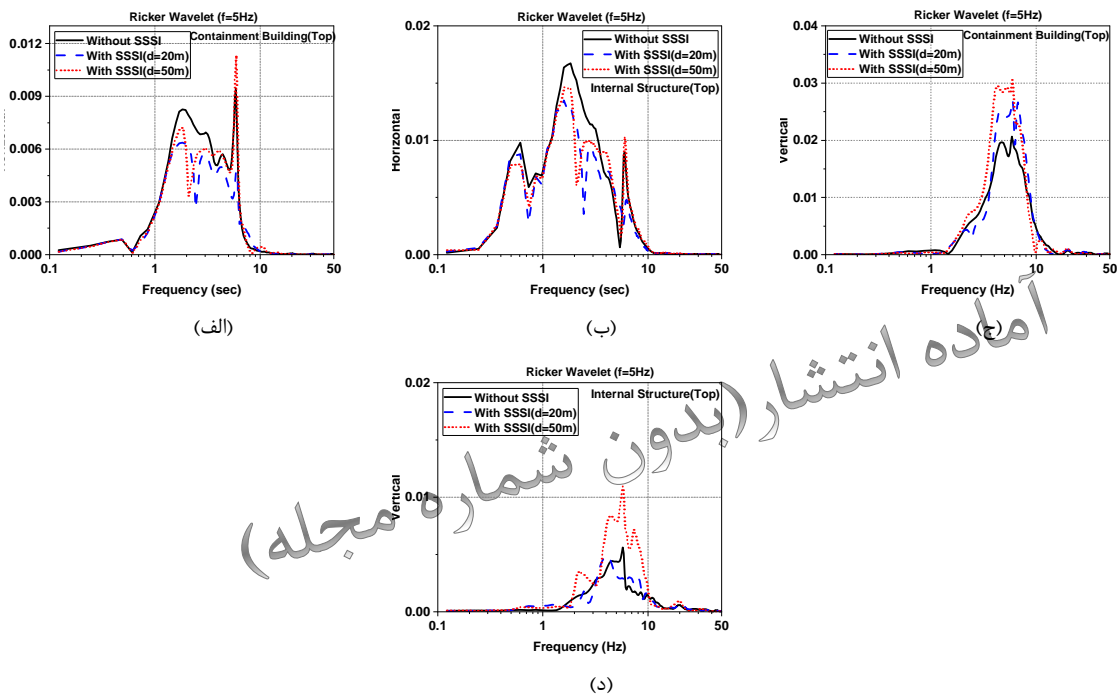 Ricker Wavelet (f=5Hz)
Containment Building(Top)
Without SSSI
With SSSI(d=20m)
With SSSI(d=50m)
0.012
0.009
0.006
0.003
0.000
1
10
50
Frequency (sec)
(الف)
Ricker Wavelet (f=5Hz)
Without SSSI
With SSSI(d=20m)
With SSSI(d=50m)
Internal Structure(Top)
Horizontal
0.02
0.01
0.00
0.1
1
10
50
Frequency (sec)
(ب)
Ricker Wavelet (f=5Hz)
Containment Building(Top)
Without SSSI
With SSSI(d=20m)
With SSSI(d=50m)
Vertical
0.04
0.03
0.02
0.01
0.00
0.1
1
10
50
Frequency (Hz)
(ج)
Ricker Wavelet (f=5Hz)
Internal Structure(Top)
Without SSSI
With SSSI(d=20m)
With SSSI(d=50m)
Vertical
0.02
0.01
0.00
0.1
1
10
50
Frequency (Hz)
(د)
آماده انتشار(بدون شماره مجله)